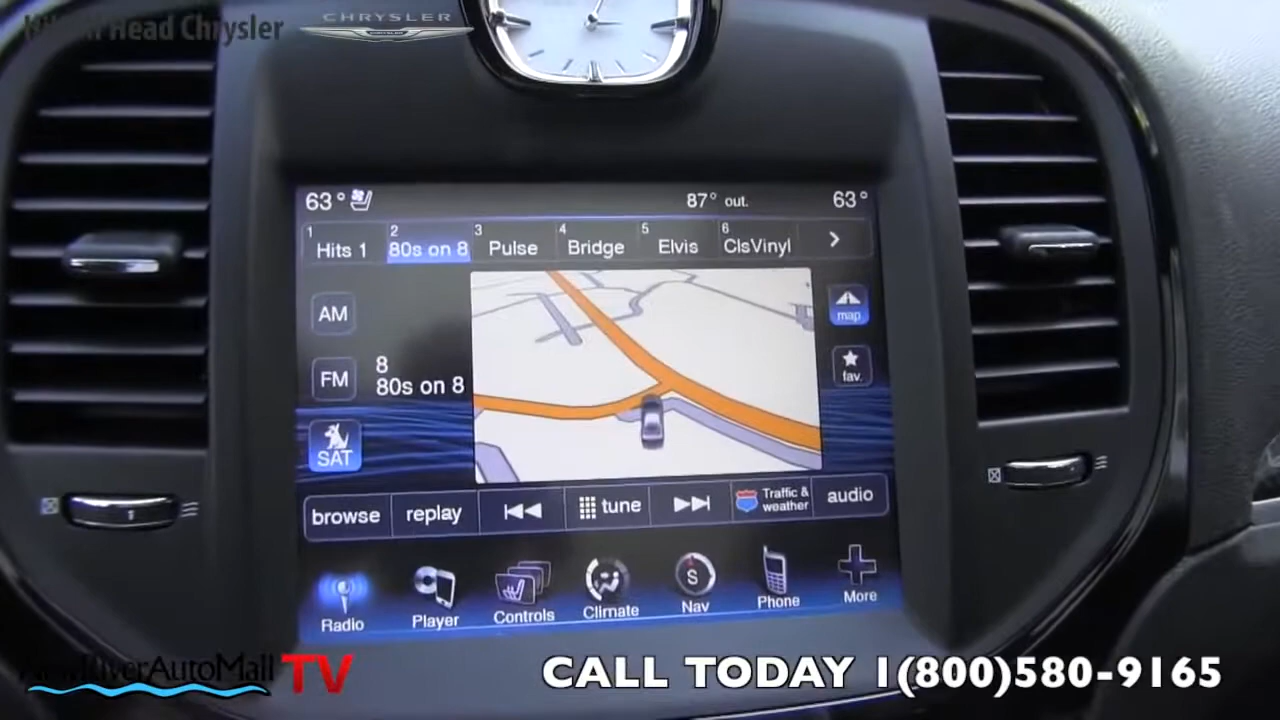 Head Chrysler
CHRYSLER
CHRYSLER
63° 87° out. 63°
1 Hits 1 2 80s on 8 3 Pulse 4 Bridge 5 Elvis 6 ClsVinyl >
AM
map
FM
8
80s on 8
fav.
SAT
browse replay tune Traffic & weather audio
S
Radio Player Controls Climate Nav Phone More
RiverAutoMall TV
CALL TODAY 1(800)580-9165